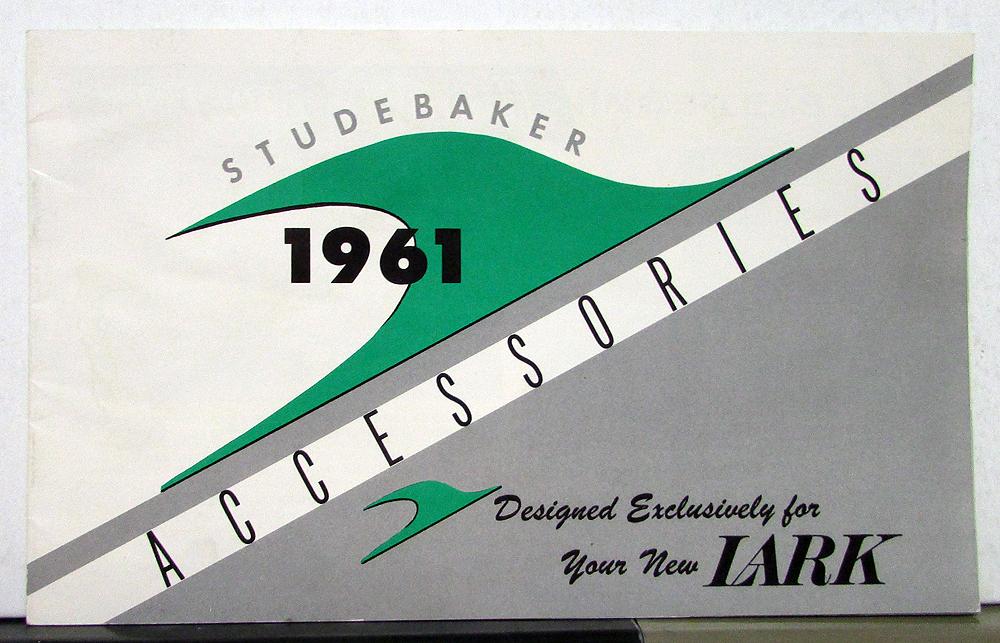 STUDEBAKER
1961
ACCESSORIES
Designed Exclusively for
Your New LARK